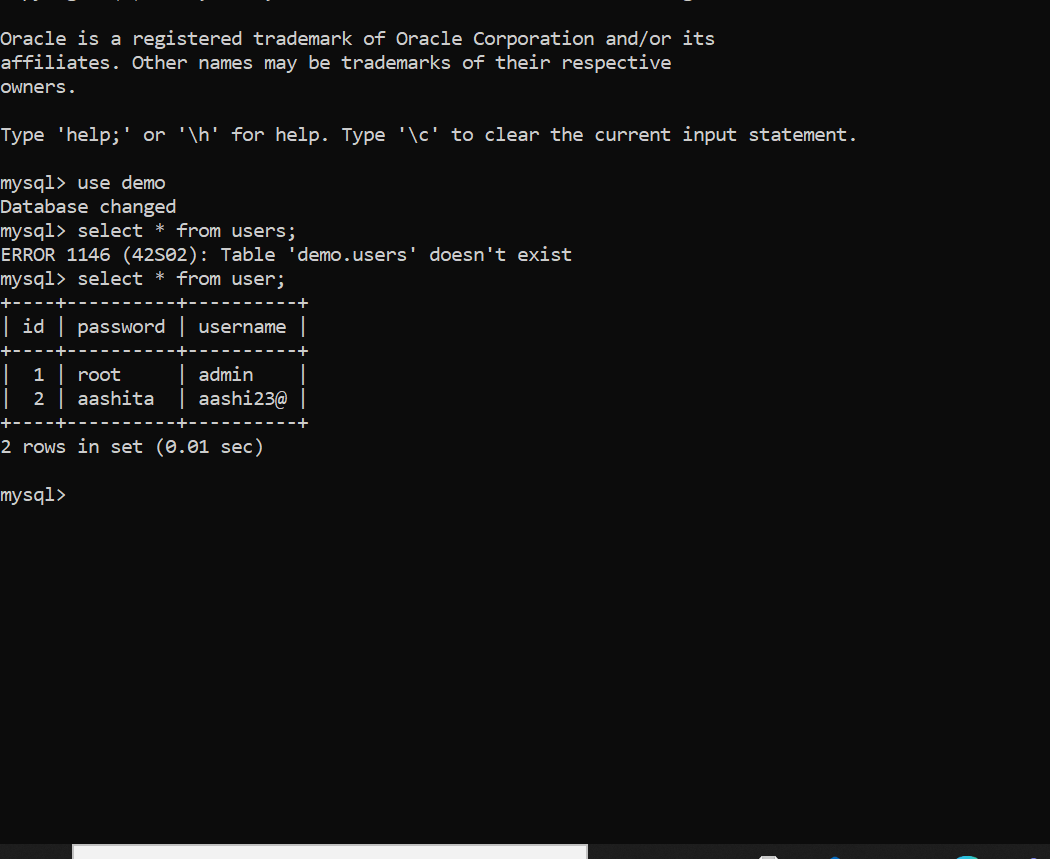 Oracle is a registered trademark of Oracle Corporation and/or its
affiliates. Other names may be trademarks of their respective
owners.
Type 'help;' or '\h' for help. Type '\c' to clear the current input statement.
mysql> use demo
Database changed
mysql> select * from users;
ERROR 1146 (42S02): Table 'demo.users' doesn't exist
mysql> select * from user;
+----+----------+----------+
| id | password | username |
+----+----------+----------+
|  1 | root     | admin    |
|  2 | aashita  | aashi23@ |
+----+----------+----------+
2 rows in set (0.01 sec)
mysql>